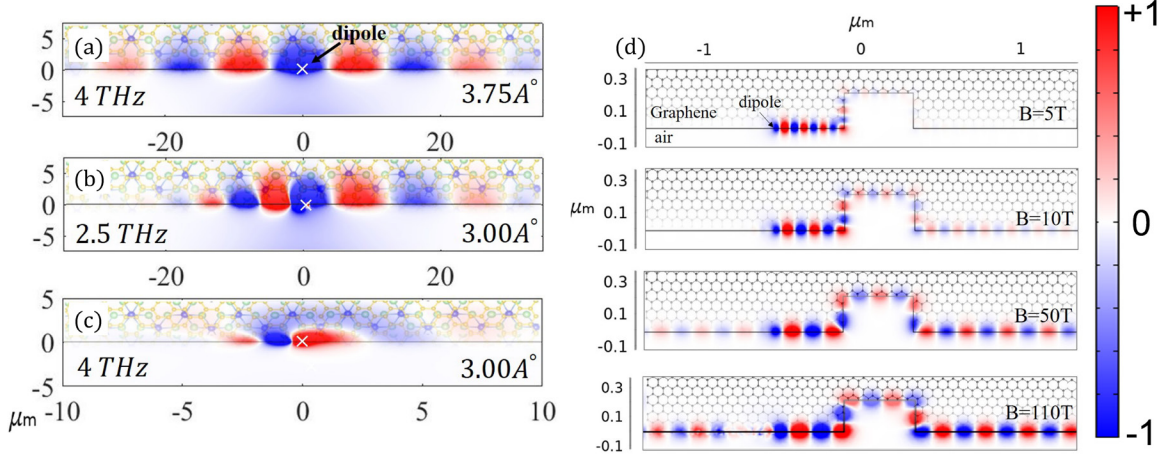 (a)
dipole
5
0
-5
4 THz
3.75A°
-20
0
20
(b)
5
0
-5
2.5 THz
3.00A°
-20
0
20
(c)
5
0
-5
4 THz
3.00A°
μm
-10
-5
0
5
10
(d)
μm
-1
0
1
0.3
0.1
-0.1
Graphene
air
dipole
B=5T
0.3
0.1
-0.1
μm
B=10T
0.3
0.1
-0.1
B=50T
0.3
0.1
-0.1
B=110T
+1
0
-1